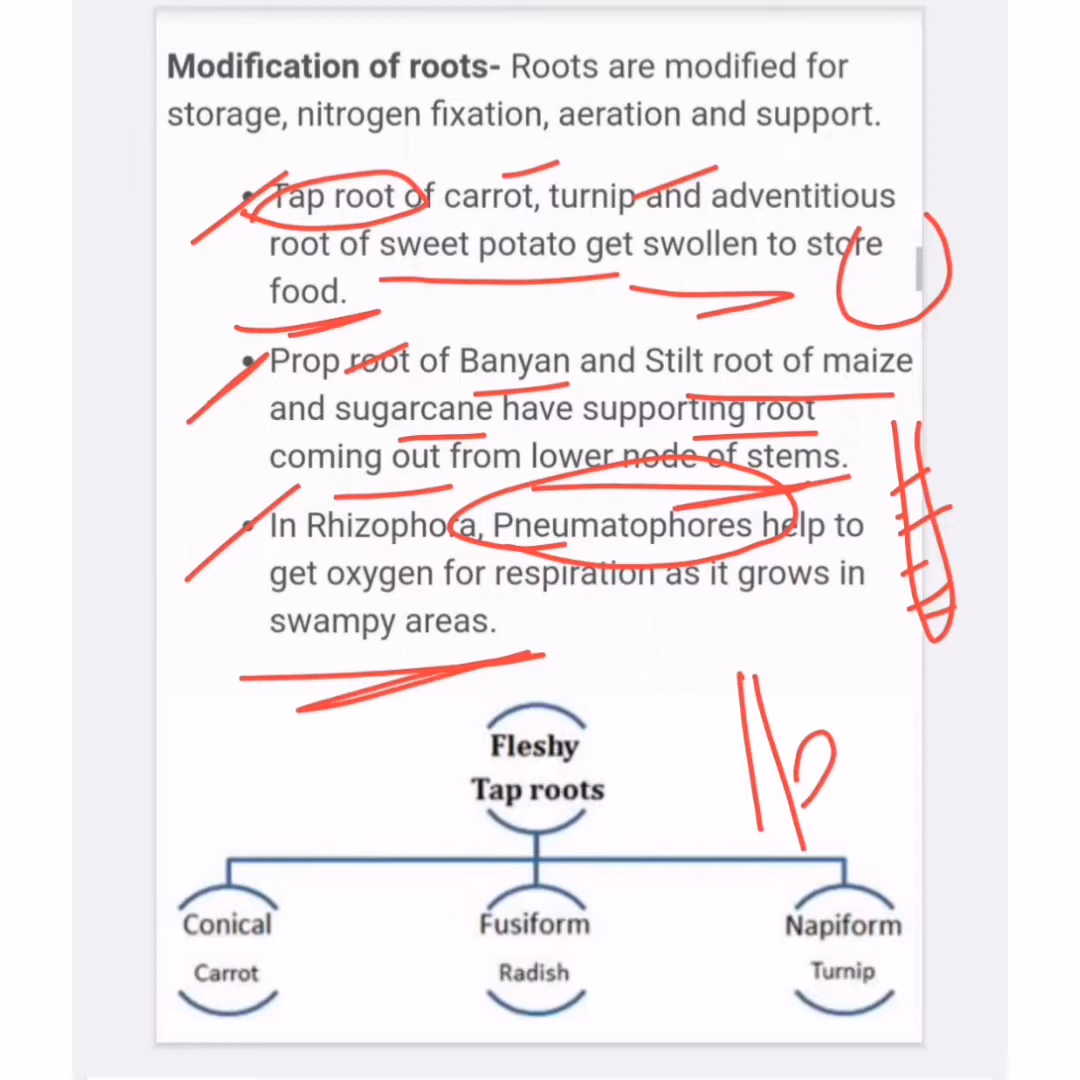 Modification of roots- Roots are modified for
storage, nitrogen fixation, aeration and support.
• Tap root of carrot, turnip and adventitious
root of sweet potato get swollen to store
food.
• Prop root of Banyan and Stilt root of maize
and sugarcane have supporting root
coming out from lower node of stems.
• In Rhizophora, Pneumatophores help to
get oxygen for respiration as it grows in
swampy areas.
Fleshy
Tap roots
Conical
Carrot
Fusiform
Radish
Napiform
Turnip